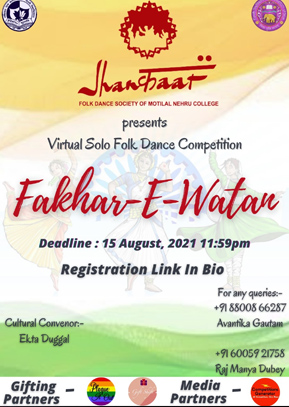 Jhanchaat
FOLK DANCE SOCIETY OF MOTILAL NEHRU COLLEGE
presents
Virtual Solo Folk Dance Competition
Fakhar-E-Watan
Deadline : 15 August, 2021 11:59pm
Registration Link In Bio
For any queries:-
+91 88008 66287
Avantika Gautam
Cultural Convenor:-
Ekta Duggal
+91 60059 21758
Raj Manya Dubey
Gifting Partners -
Media Partners -